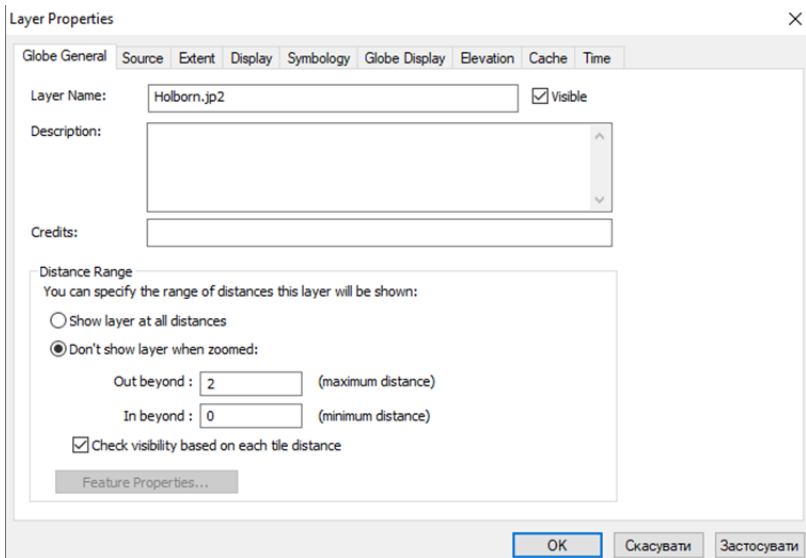 Layer Properties
Globe General Source Extent Display Symbology Globe Display Elevation Cache Time
Layer Name: Holborn.jp2 Visible
Description:
Credits:
Distance Range
You can specify the range of distances this layer will be shown:
Show layer at all distances
Don't show layer when zoomed:
Out beyond : 2 (maximum distance)
In beyond : 0 (minimum distance)
Check visibility based on each tile distance
Feature Properties...
OK Скасувати Застосувати